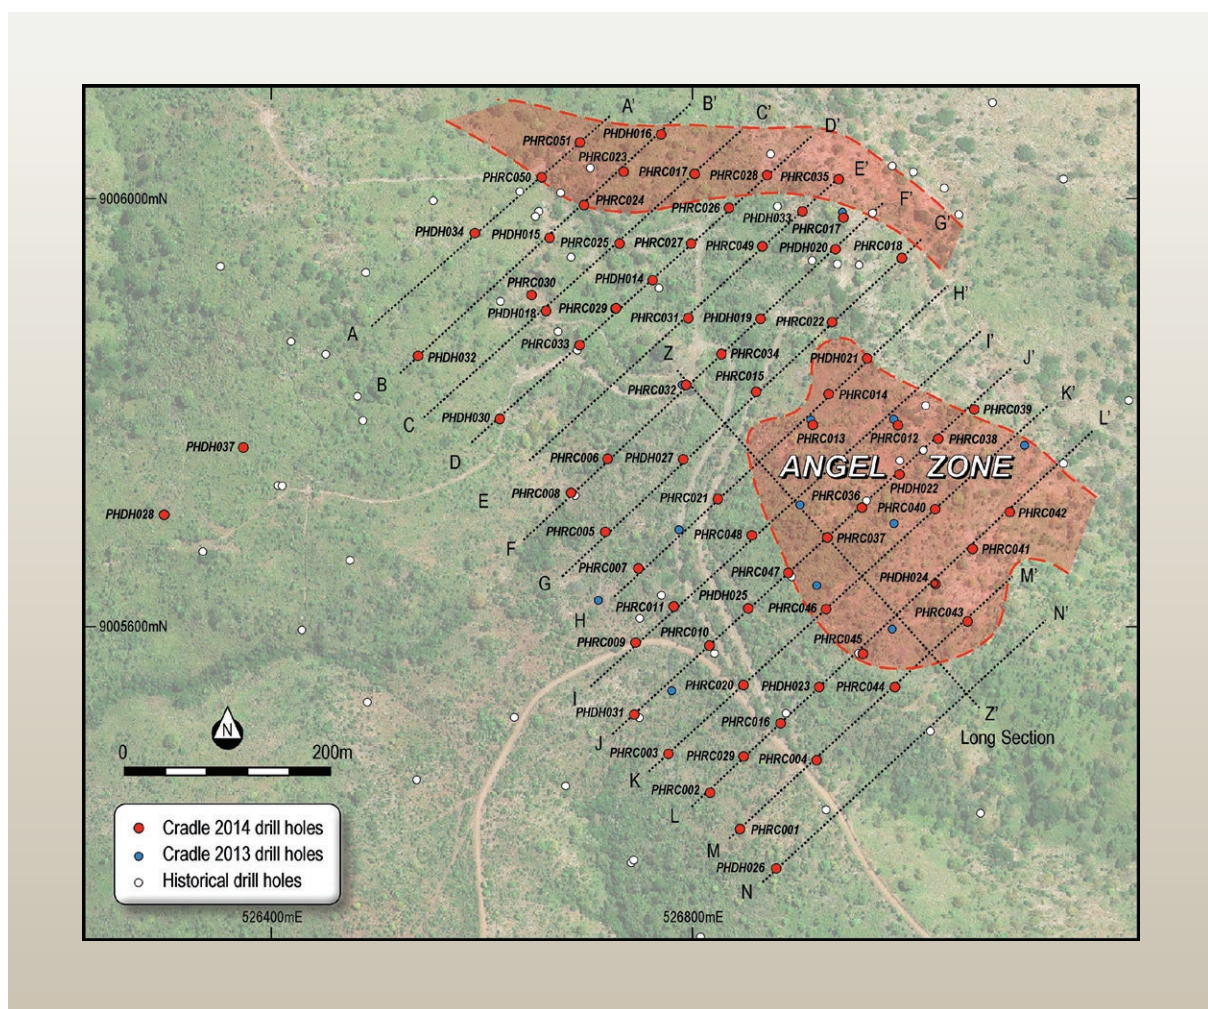 A'
B'
C'
D'
E'
F'
G'
H'
I'
J'
K'
L'
M'
N'
PHRC051
PHDH016
PHRC023
PHRC050
PHRC017
PHRC028
PHRC035
9006000mN
PHRC024
PHRC026
PHDH033
PHRC017
PHDH034
PHDH015
PHRC025
PHRC027
PHRC049
PHDH020
PHRC018
PHRC030
PHDH014
PHDH018
PHRC029
PHRC031
PHDH019
PHRC022
A
PHRC033
PHRC034
PHDH021
PHDH032
Z
PHRC015
B
PHRC032
PHRC014
C
PHDH030
PHRC039
PHRC013
PHRC012
PHRC038
PHDH037
D
PHRC006
PHDH027
ANGEL ZONE
E
PHRC008
PHRC021
PHRC036
PHDH022
PHRC040
PHRC042
PHDH028
F
PHRC005
PHRC048
PHRC037
PHRC041
G
PHRC007
PHRC047
PHDH024
H
PHRC011
PHDH025
PHRC046
PHRC043
9005600mN
PHRC009
PHRC010
PHRC045
I
PHRC020
PHDH023
PHRC044
PHDH031
J
PHRC016
Z'
Long Section
PHRC003
PHRC029
PHRC004
K
PHRC002
L
PHRC001
M
PHDH026
N
N
0 200m
Cradle 2014 drill holes
Cradle 2013 drill holes
Historical drill holes
526400mE
526800mE